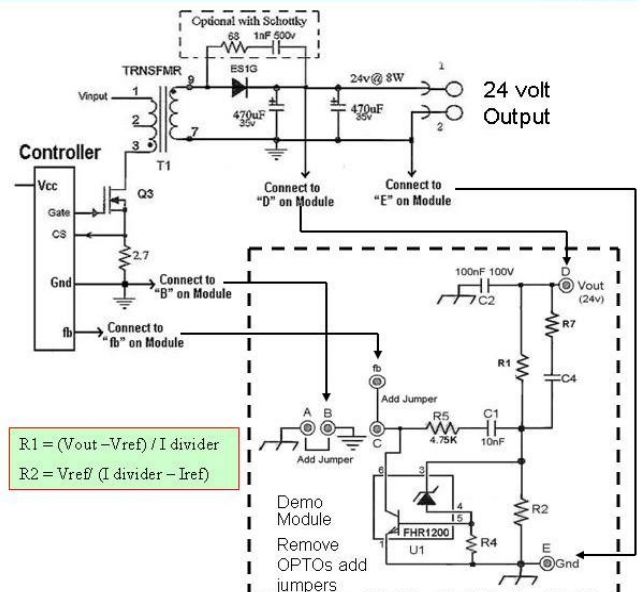 Optional with Schottky
68
1nF 500v
TRNSFMR
ES1G
9
1
24v@ 8W
24 volt
Output
Vinput
1
2
3
7
T1
470uF
35v
470uF
35v
2
Controller
Vcc
Q3
Gate
CS
2.7
Gnd
fb
Connect to
"D" on Module
Connect to
"E" on Module
Connect to
"B" on Module
Connect to
"fb" on Module
100nF 100V
C2
D
Vout
(24v)
R7
R1
C4
fb
Add Jumper
A
B
C
R5
4.75K
C1
10nF
Add Jumper
R1 = (Vout –Vref) / I divider
R2 = Vref/ (I divider – Iref)
6
3
4
5
1
FHR1200
U1
R4
R2
E
Gnd
Demo
Module
Remove
OPTOs add
jumpers